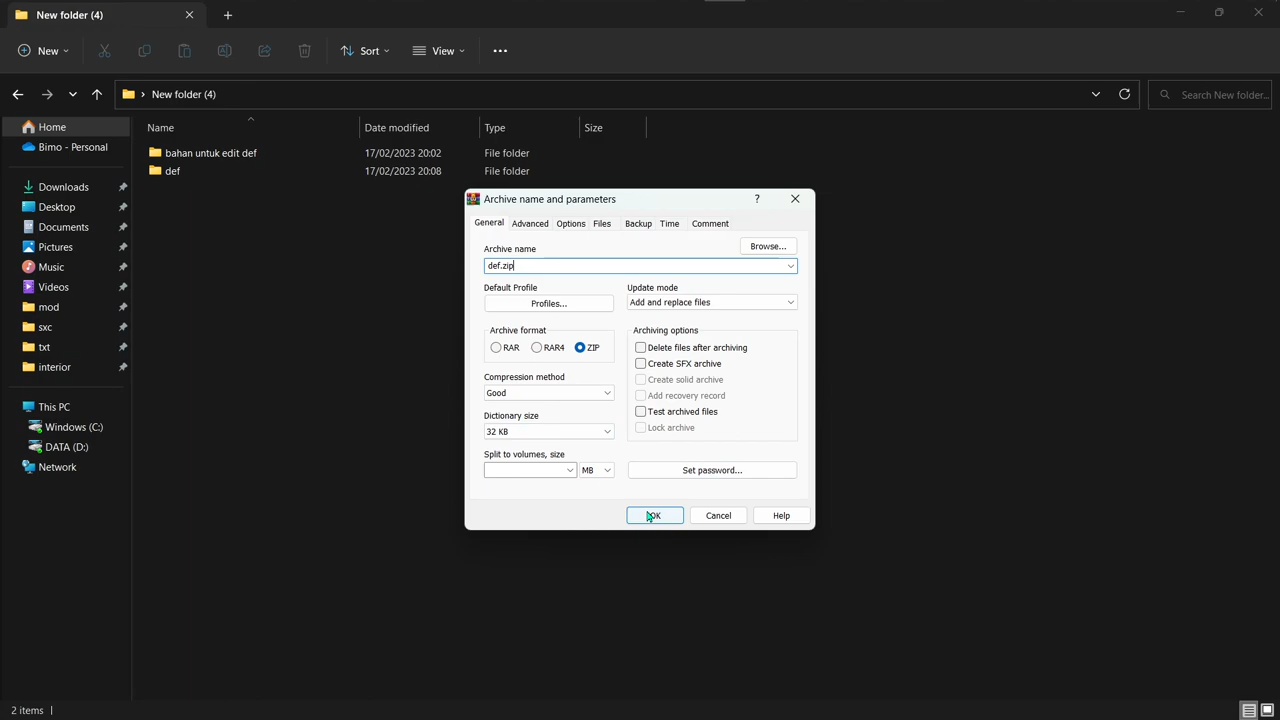 New folder (4)
New
Sort
View
New folder (4)
Search New folder...
Name
Date modified
Type
Size
bahan untuk edit def
17/02/2023 20:02
File folder
def
17/02/2023 20:08
File folder
Home
Bimo - Personal
Downloads
Desktop
Documents
Pictures
Music
Videos
mod
sxc
txt
interior
This PC
Windows (C:)
DATA (D:)
Network
Archive name and parameters
?
General
Advanced
Options
Files
Backup
Time
Comment
Archive name
Browse...
def.zip
Default Profile
Profiles...
Update mode
Add and replace files
Archive format
RAR
RAR4
ZIP
Compression method
Good
Dictionary size
32 KB
Split to volumes, size
MB
Archiving options
Delete files after archiving
Create SFX archive
Create solid archive
Add recovery record
Test archived files
Lock archive
Set password...
OK
Cancel
Help
2 items